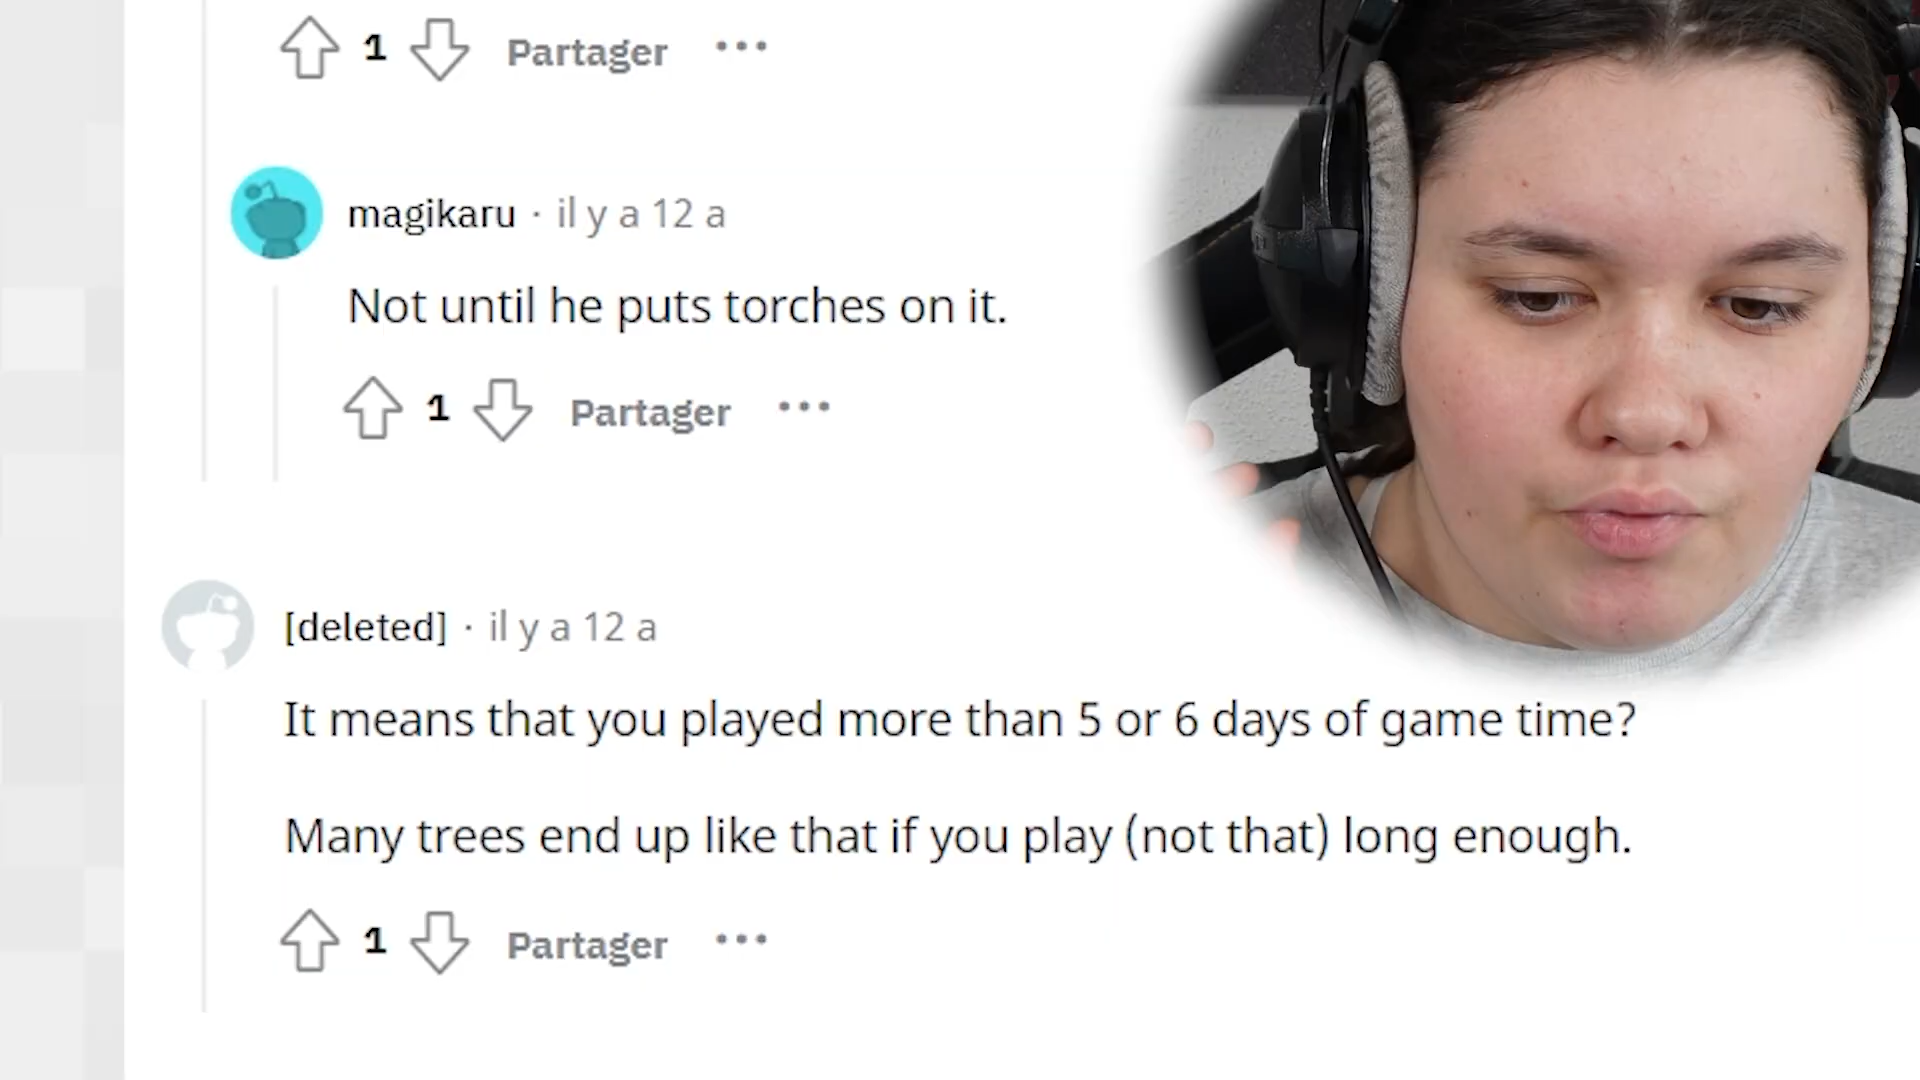 1 Partager
magikaru · il y a 12 a
Not until he puts torches on it.
1 Partager
[deleted] · il y a 12 a
It means that you played more than 5 or 6 days of game time?
Many trees end up like that if you play (not that) long enough.
1 Partager